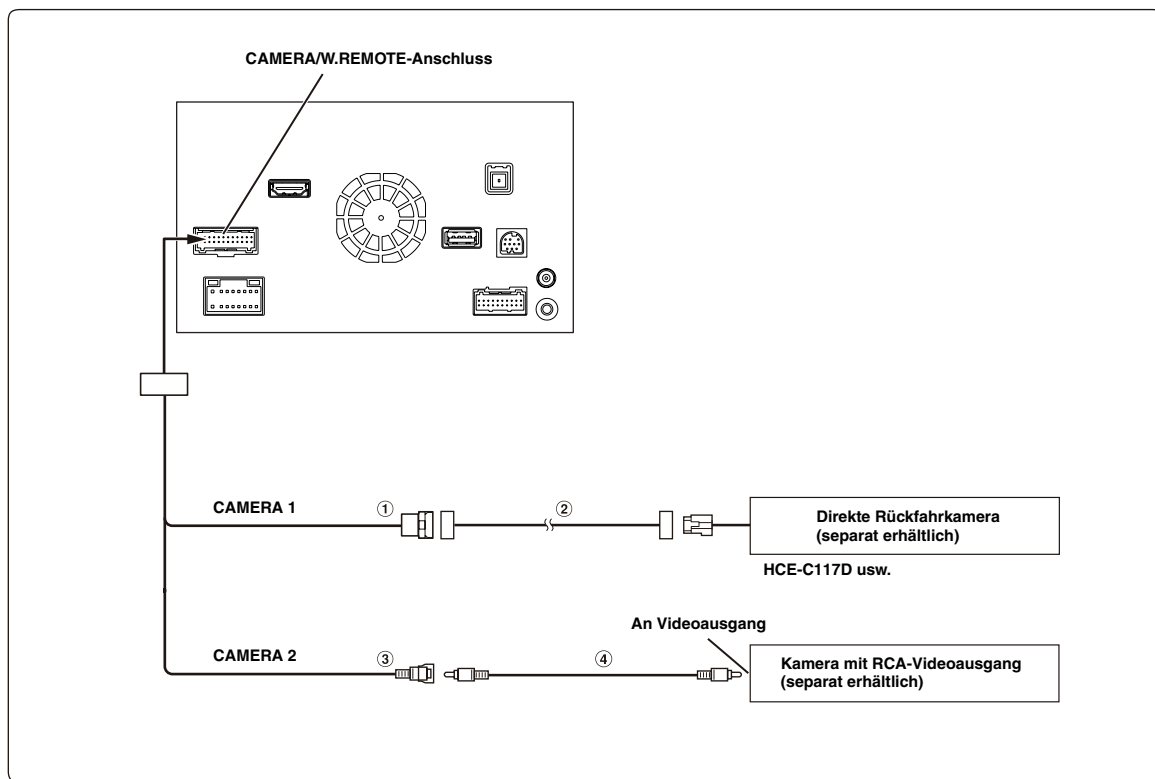 CAMERA/W.REMOTE-Anschluss
CAMERA 1
①
②
Direkte Rückfahrkamera
(separat erhältlich)
HCE-C117D usw.
An Videoausgang
CAMERA 2
③
④
Kamera mit RCA-Videoausgang
(separat erhältlich)